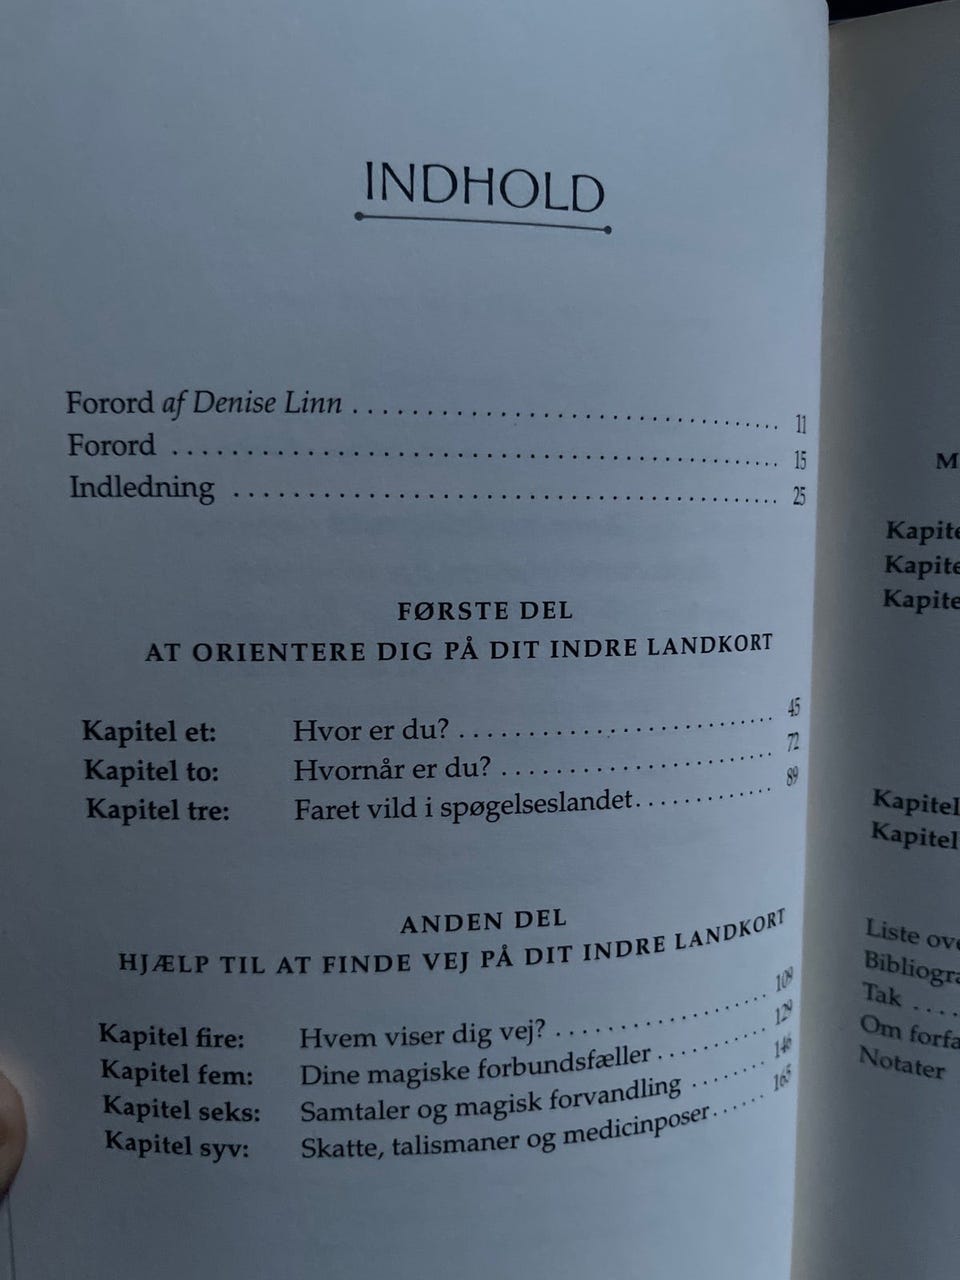 INDHOLD
Forord af Denise Linn . . . . . . . . . . . . . . . . . . . . . . . . . . . . . . . . . . 11
Forord . . . . . . . . . . . . . . . . . . . . . . . . . . . . . . . . . . . . . . . . . . . . . . 15
Indledning . . . . . . . . . . . . . . . . . . . . . . . . . . . . . . . . . . . . . . . . . 25
FØRSTE DEL
AT ORIENTERE DIG PÅ DIT INDRE LANDKORT
Kapitel et: Hvor er du? . . . . . . . . . . . . . . . . . . . . . . . . 45
Kapitel to: Hvornår er du? . . . . . . . . . . . . . . . . . . . . . 72
Kapitel tre: Faret vild i spøgelseslandet. . . . . . . . . . . . 89
ANDEN DEL
HJÆLP TIL AT FINDE VEJ PÅ DIT INDRE LANDKORT
Kapitel fire: Hvem viser dig vej? . . . . . . . . . . . . . . . . . 109
Kapitel fem: Dine magiske forbundsfæller . . . . . . . . . 129
Kapitel seks: Samtaler og magisk forvandling . . . . . . . 146
Kapitel syv: Skatte, talismaner og medicinposer. . . . . . 165
Kapitel
Kapitel
Liste
Tak . . . .
Notater